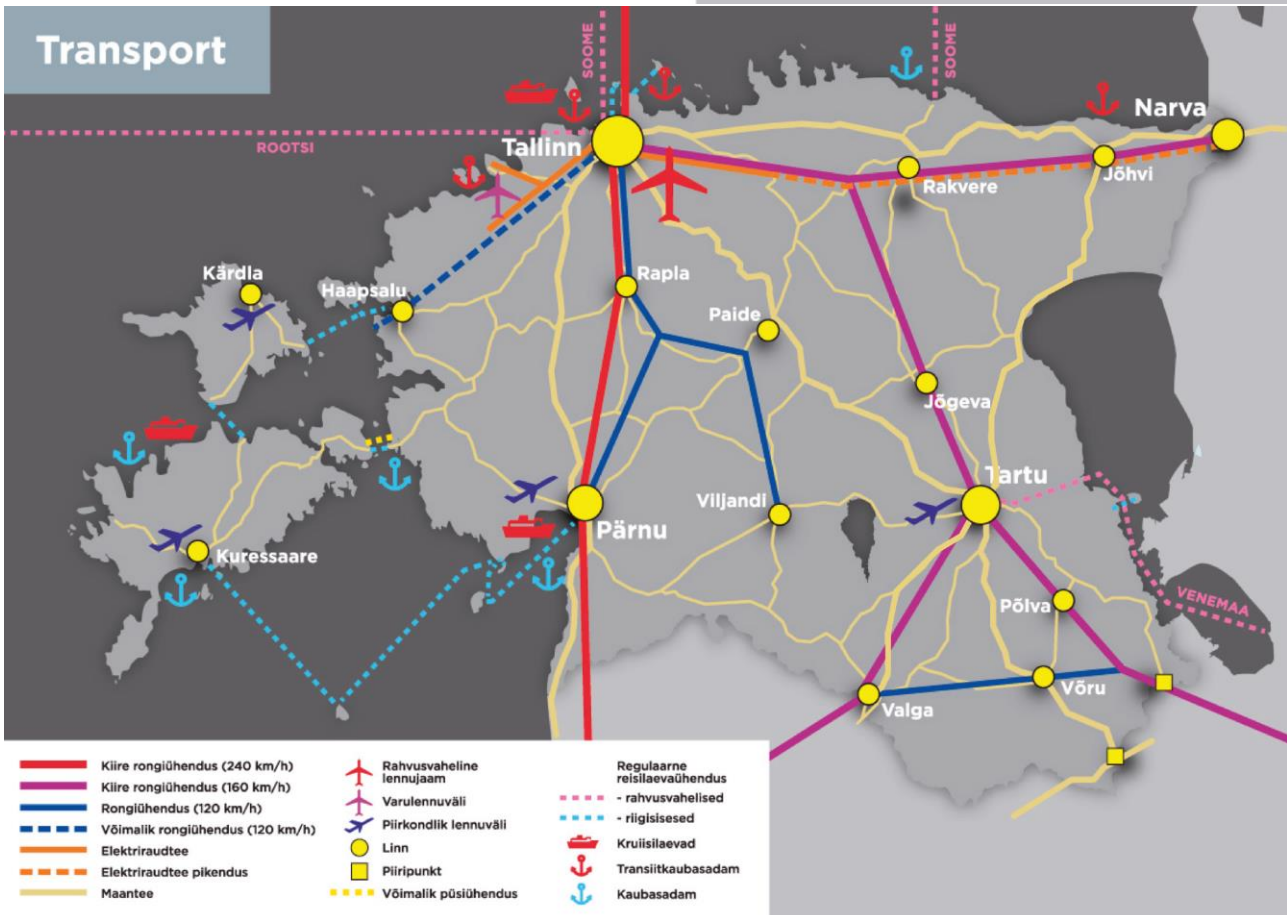 Transport
SOOME
SOOME
ROOTSI
Tallinn
Narva
Rakvere
Jõhvi
Kärdla
Haapsalu
Rapla
Paide
Jõgeva
Tartu
Viljandi
Pärnu
Kuressaare
Põlva
VENEMAA
Võru
Valga
Kiire rongiühendus (240 km/h)
Kiire rongiühendus (160 km/h)
Rongiühendus (120 km/h)
Võimalik rongiühendus (120 km/h)
Elektriraudtee
Elektriraudtee pikendus
Maantee
Rahvusvaheline
lennujaam
Varulennuväli
Piirkondlik lennuväli
Linn
Piiripunkt
Võimalik püsiühendus
Regulaarne
reisilaevaühendus
- rahvusvahelised
- riigisisesed
Kruiisilaevad
Transiitkaubasadam
Kaubasadam